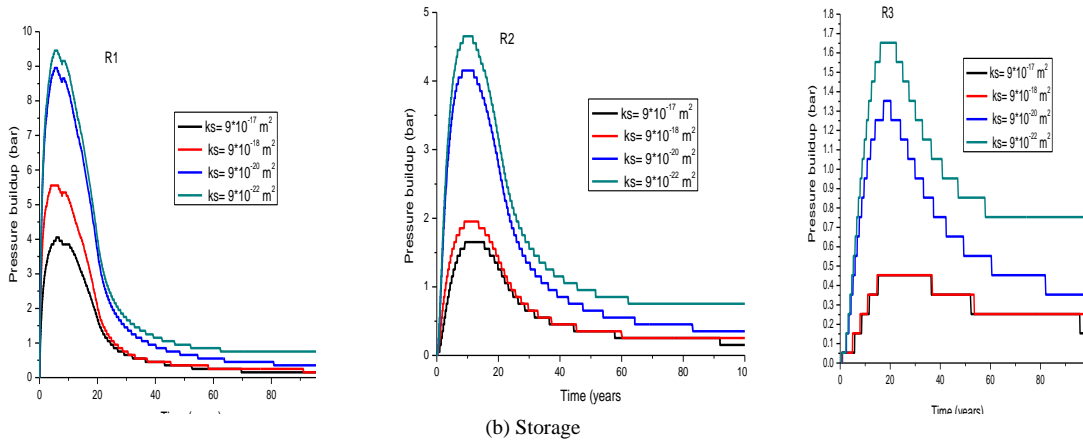 R1
10
9
8
7
6
5
4
3
2
1
0
Pressure buildup (bar)
ks= 9*10-17 m2
ks= 9*10-18 m2
ks= 9*10-20 m2
ks= 9*10-22 m2
0 20 40 60 80
Time (years)
R2
5
4
3
2
1
0
Pressure buildup (bar)
ks= 9*10-17 m2
ks= 9*10-18 m2
ks= 9*10-20 m2
ks= 9*10-22 m2
0 20 40 60 80 100
Time (years
R3
1.8
1.7
1.6
1.5
1.4
1.3
1.2
1.1
1.0
0.9
0.8
0.7
0.6
0.5
0.4
0.3
0.2
0.1
0.0
Pressure buildup (bar)
ks= 9*10-17 m2
ks= 9*10-18 m2
ks= 9*10-20 m2
ks= 9*10-22 m2
0 20 40 60 80
Time (years)
(b) Storage